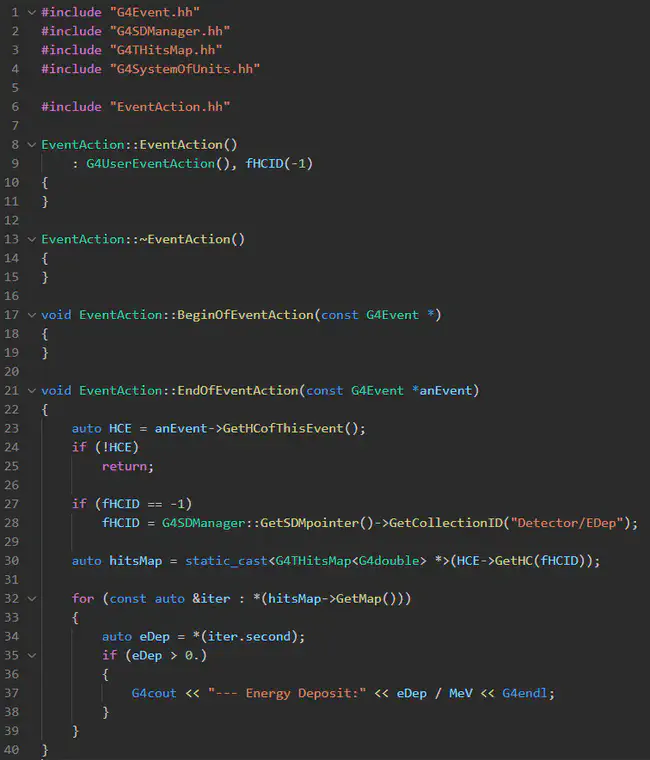 1 #include "G4Event.hh"
2 #include "G4SDManager.hh"
3 #include "G4THitsMap.hh"
4 #include "G4SystemOfUnits.hh"
5
6 #include "EventAction.hh"
7
8 EventAction::EventAction()
9     : G4UserEventAction(), fHCID(-1)
10 {
11 }
12
13 EventAction::~EventAction()
14 {
15 }
16
17 void EventAction::BeginOfEventAction(const G4Event *)
18 {
19 }
20
21 void EventAction::EndOfEventAction(const G4Event *anEvent)
22 {
23     auto HCE = anEvent->GetHCofThisEvent();
24     if (!HCE)
25         return;
26
27     if (fHCID == -1)
28         fHCID = G4SDManager::GetSDMpointer()->GetCollectionID("Detector/EDep");
29
30     auto hitsMap = static_cast<G4THitsMap<G4double> *>(HCE->GetHC(fHCID));
31
32     for (const auto &iter : *(hitsMap->GetMap()))
33     {
34         auto eDep = *(iter.second);
35         if (eDep > 0.)
36         {
37             G4cout << "--- Energy Deposit:" << eDep / MeV << G4endl;
38         }
39     }
40 }